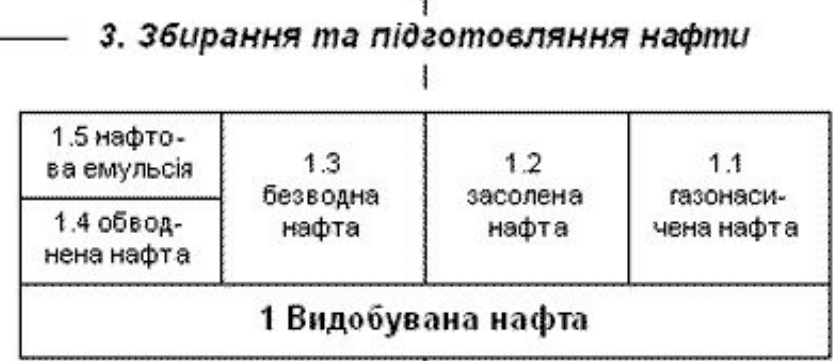 3. Збирання та підготовляння нафти
1.5 нафто-
ва емульсія
1.4 обвод-
нена нафта
1.3
безводна
нафта
1.2
засолена
нафта
1.1
газонаси-
чена нафта
1 Видобувана нафта